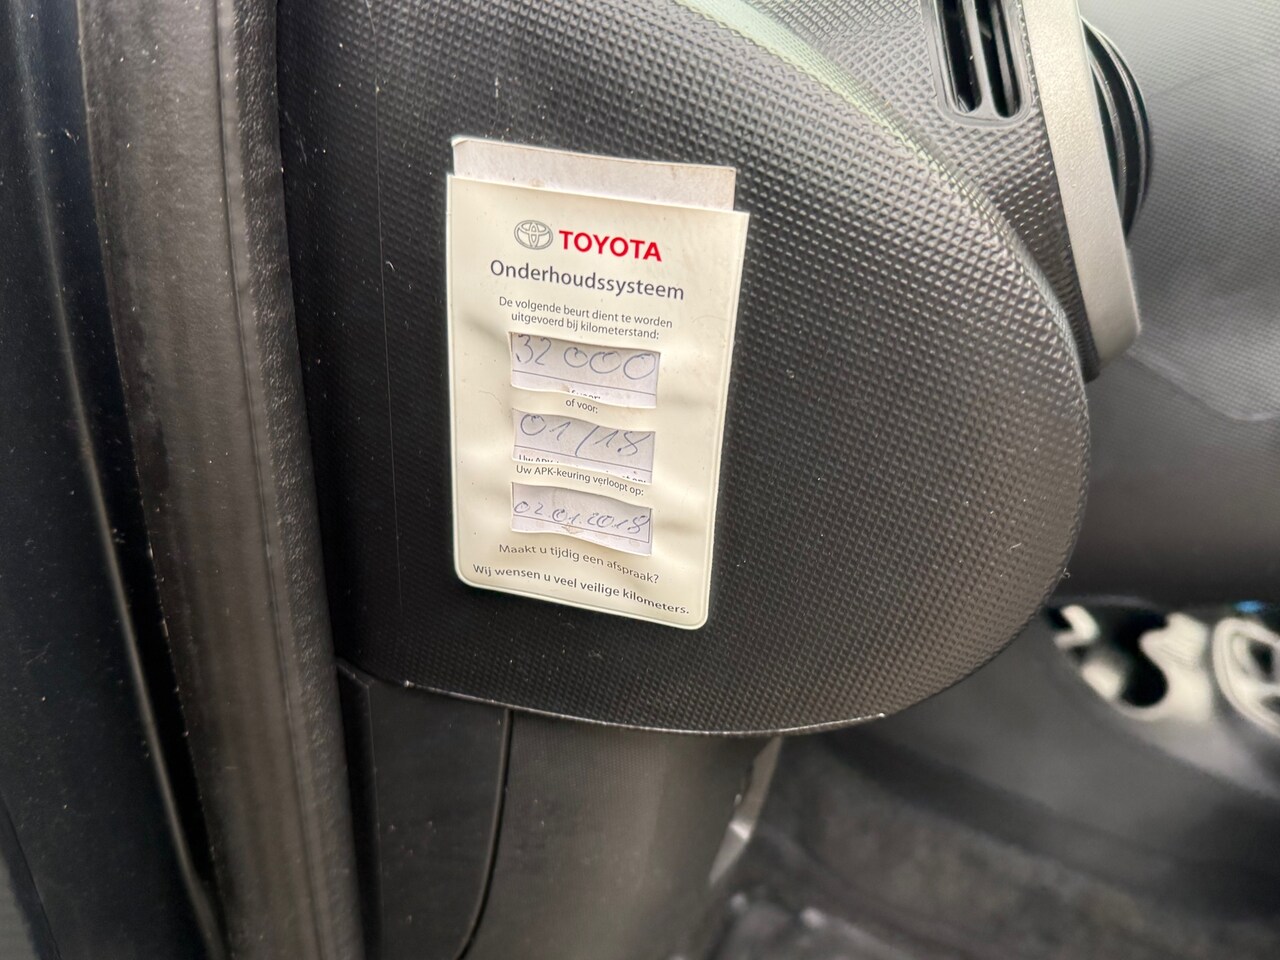 TOYOTA
Onderhoudssysteem
De volgende beurt dient te worden
uitgevoerd bij kilometerstand:
32 000
of voor:
01/18
Uw APK-keuring verloopt op:
02.01.2018
Maakt u tijdig een afspraak?
Wij wensen u veel veilige kilometers.